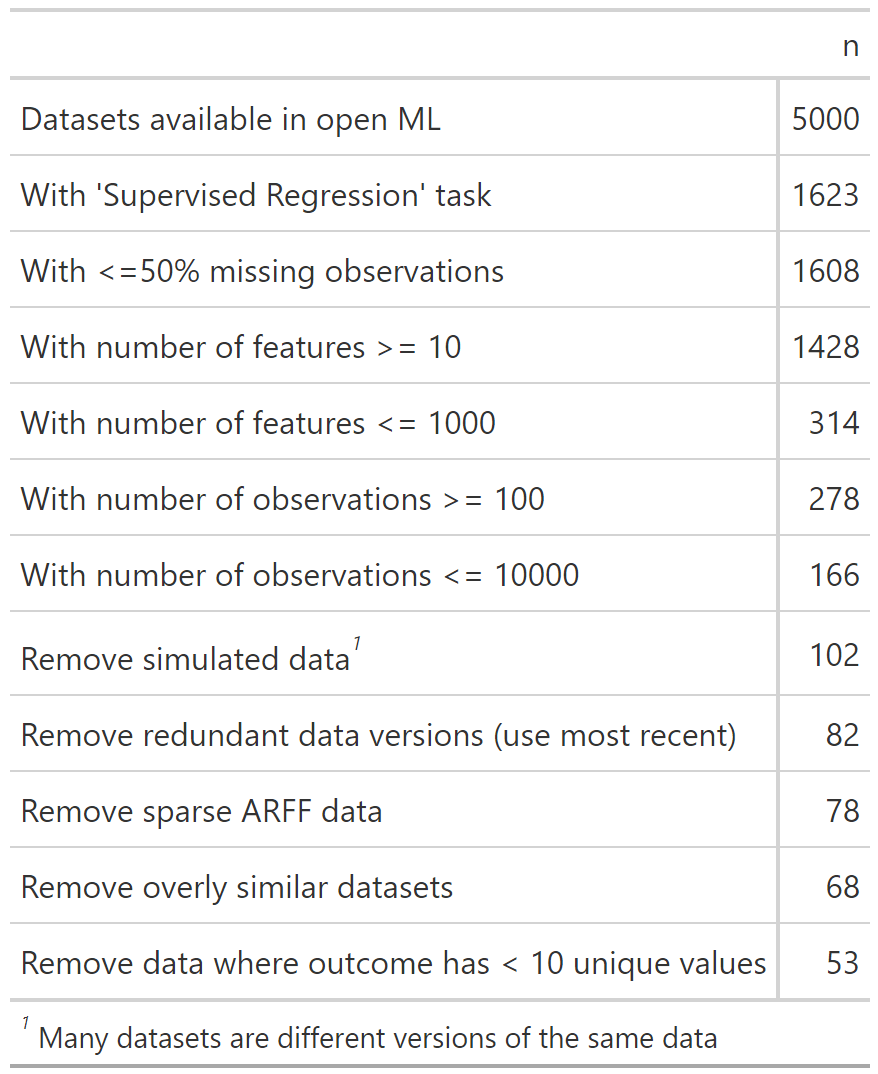 n
Datasets available in open ML 5000
With 'Supervised Regression' task 1623
With <=50% missing observations 1608
With number of features >= 10 1428
With number of features <= 1000 314
With number of observations >= 100 278
With number of observations <= 10000 166
Remove simulated data1 102
Remove redundant data versions (use most recent) 82
Remove sparse ARFF data 78
Remove overly similar datasets 68
Remove data where outcome has < 10 unique values 53
1 Many datasets are different versions of the same data